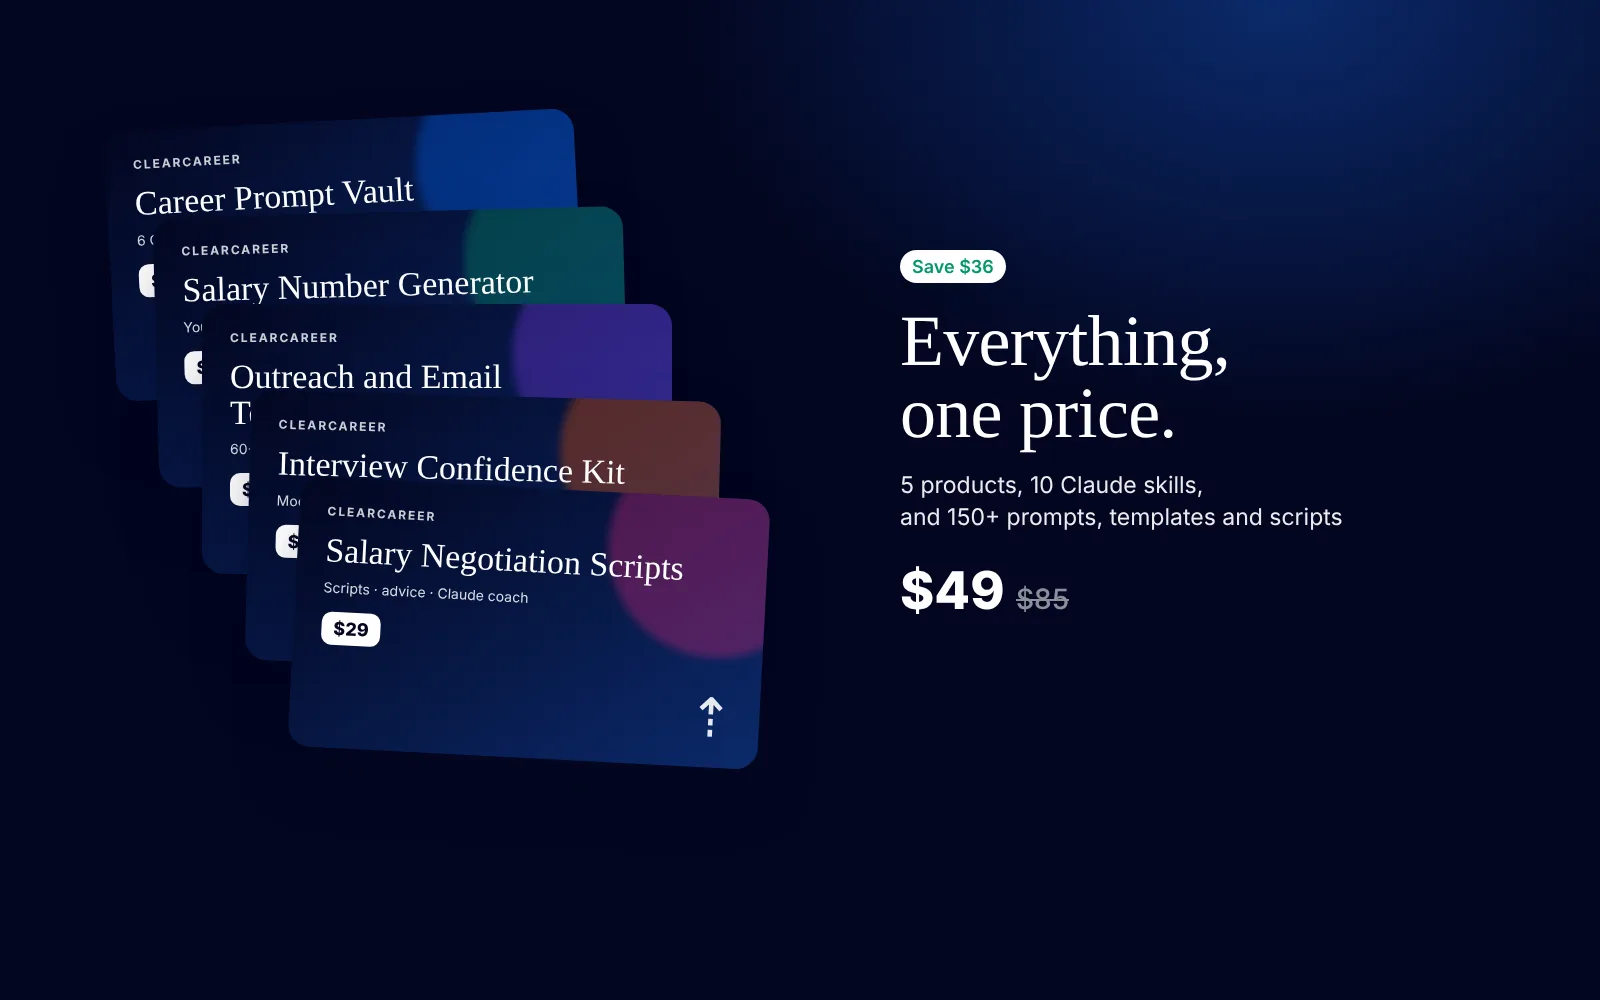 CLEARCAREER
Career Prompt Vault
6
CLEARCAREER
Salary Number Generator
CLEARCAREER
Outreach and Email
60
CLEARCAREER
Interview Confidence Kit
$
CLEARCAREER
Salary Negotiation Scripts
Scripts · advice · Claude coach
$29
Save $36
Everything,
one price.
5 products, 10 Claude skills,
and 150+ prompts, templates and scripts
$49 $85